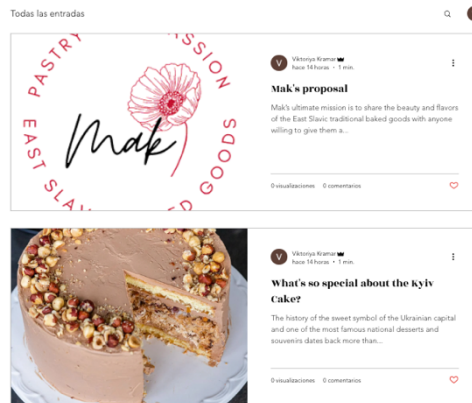 Todas las entradas
PASTRY
SSION
Mak
EAST SLA
D GOODS
V
Viktoriya Kramar
hace 14 horas • 1 min.
Mak's proposal
Mak's ultimate mission is to share the beauty and flavors
of the East Slavic traditional baked goods with anyone
willing to give them a...
0 visualizaciones 0 comentarios
V
Viktoriya Kramar
hace 14 horas • 1 min.
What's so special about the Kyiv
Cake?
The history of the sweet symbol of the Ukrainian capital
and one of the most famous national desserts and
souvenirs dates back more than...
0 visualizaciones 0 comentarios